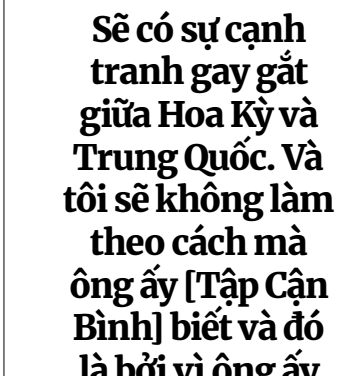 Sẽ có sự cạnh
tranh gay gắt
giữa Hoa Kỳ và
Trung Quốc. Và
tôi sẽ không làm
theo cách mà
ông ấy [Tập Cận
Bình] biết và đó
là bởi vì ông ấy